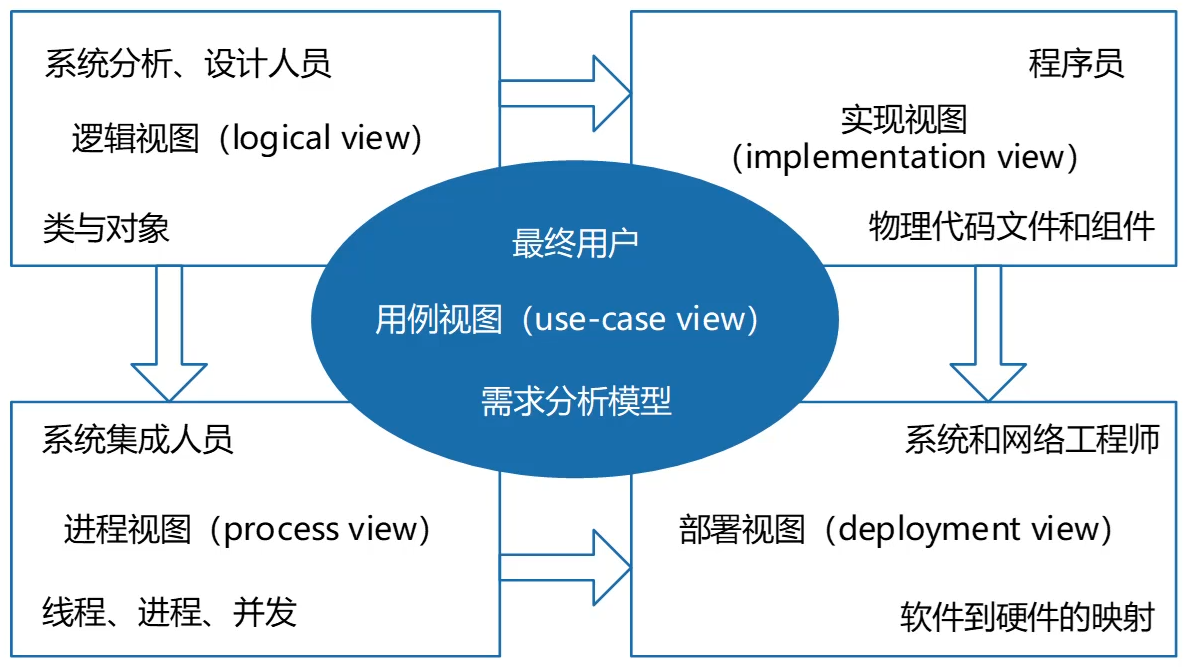 系统分析、设计人员
逻辑视图（logical view）
类与对象
程序员
实现视图
（implementation view）
物理代码文件和组件
最终用户
用例视图（use-case view）
需求分析模型
系统集成人员
进程视图（process view）
线程、进程、并发
系统和网络工程师
部署视图（deployment view）
软件到硬件的映射